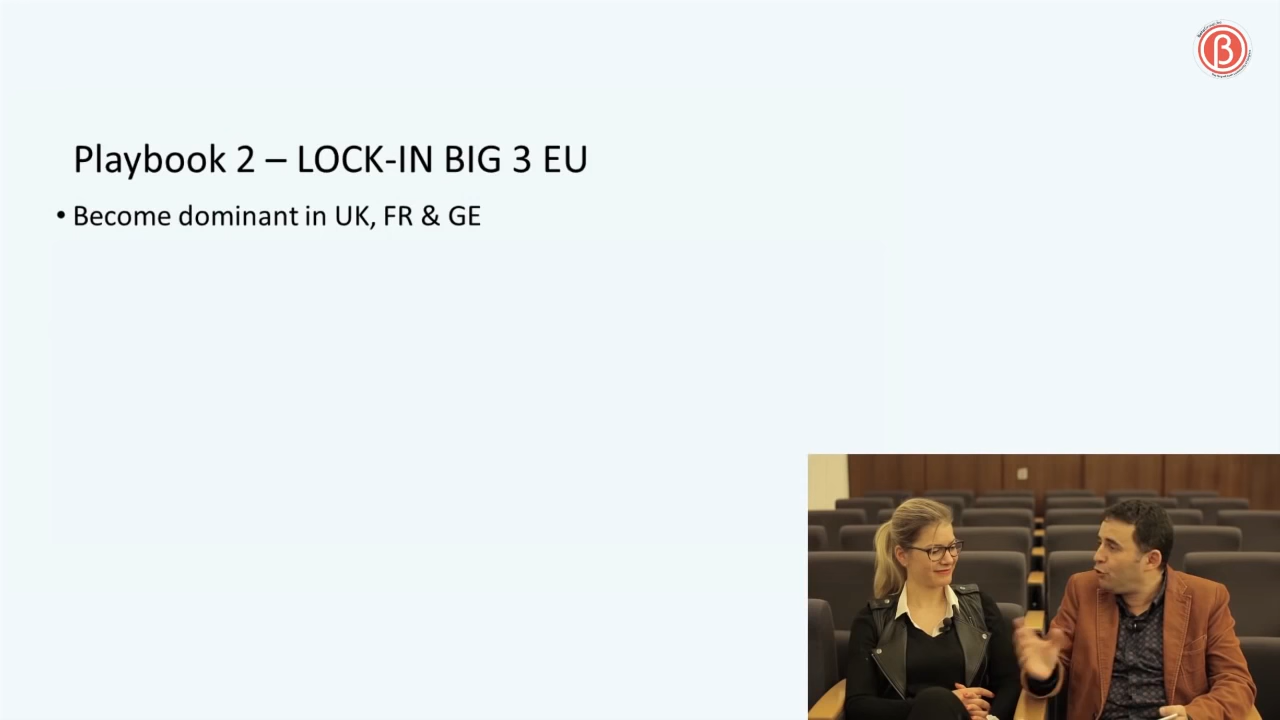 β
Playbook 2 – LOCK-IN BIG 3 EU
• Become dominant in UK, FR & GE